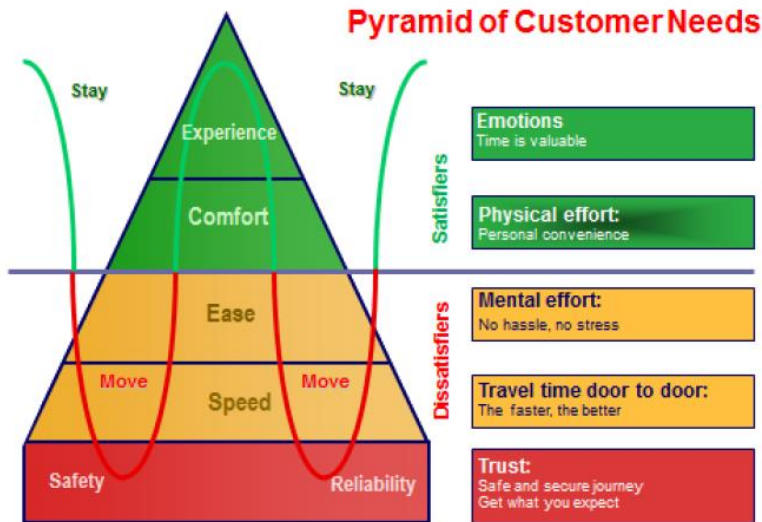 Pyramid of Customer Needs
Stay
Stay
Experience
Comfort
Ease
Move
Move
Speed
Safety
Reliability
Satisfiers
Dissatisfiers
Emotions
Time is valuable
Physical effort:
Personal convenience
Mental effort:
No hassle, no stress
Travel time door to door:
The faster, the better
Trust:
Safe and secure journey
Get what you expect